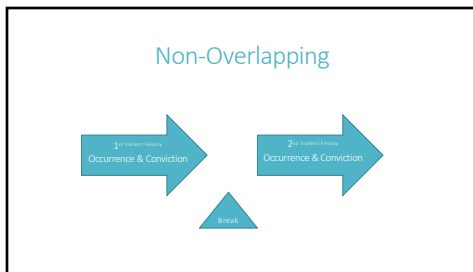 Non-Overlapping
1st Violent Felony
Occurrence & Conviction
2nd Violent Felony
Occurrence & Conviction
Break